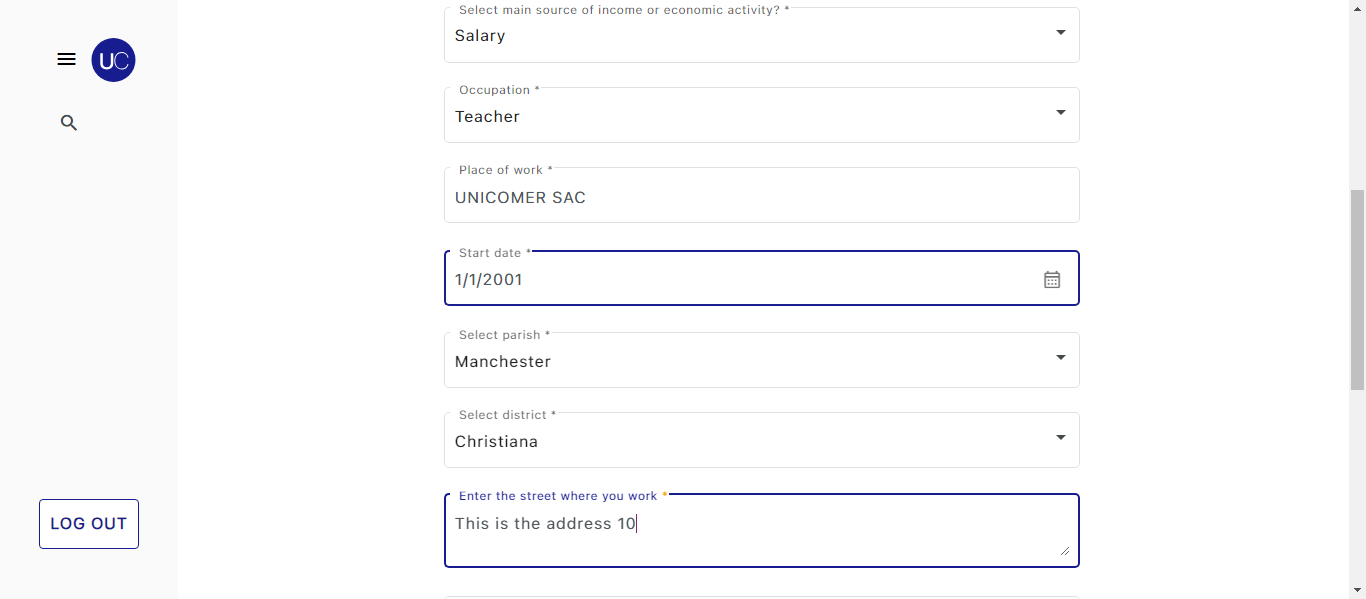 Select main source of income or economic activity? *
Salary
UC
Occupation *
Teacher
Place of work *
UNICOMER SAC
Start date *
1/1/2001
Select parish *
Manchester
Select district *
Christiana
Enter the street where you work *
This is the address 10
LOG OUT